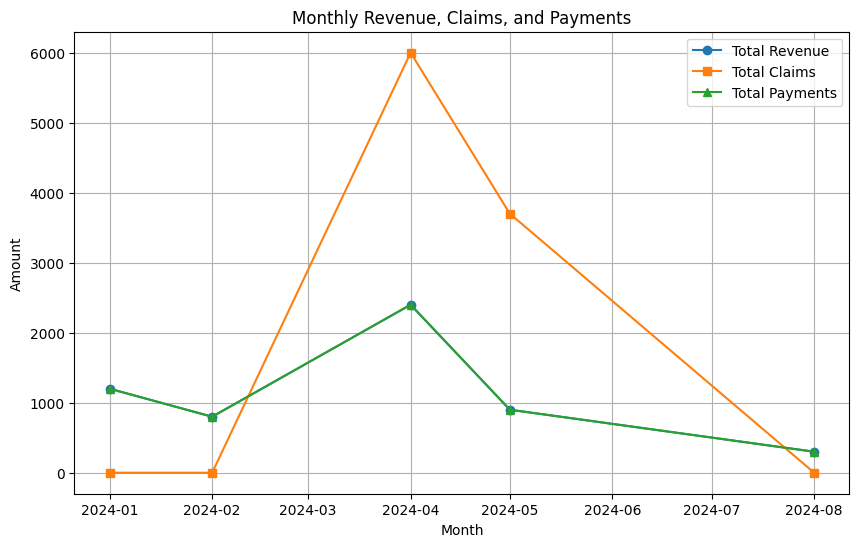 Monthly Revenue, Claims, and Payments
Total Revenue
Total Claims
Total Payments
6000
5000
4000
3000
2000
1000
0
Amount
2024-01 2024-02 2024-03 2024-04 2024-05 2024-06 2024-07 2024-08
Month